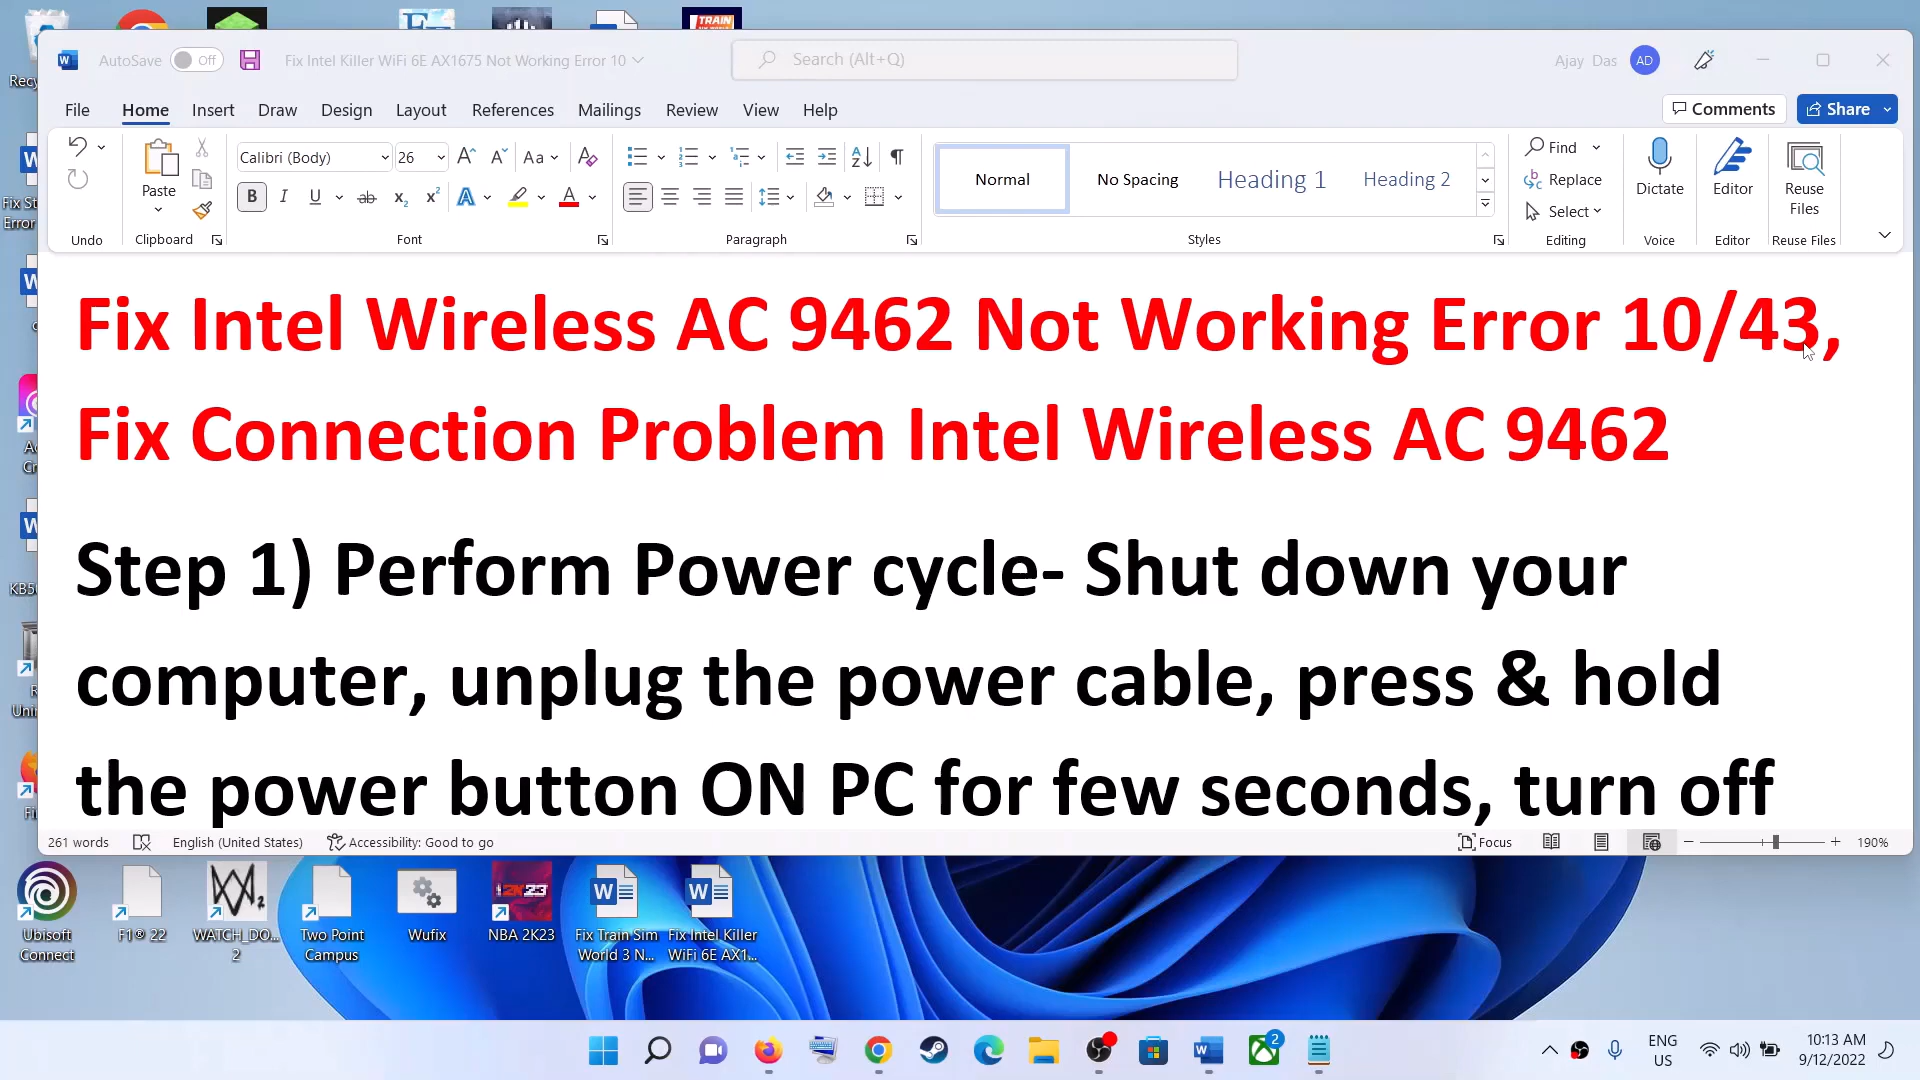 Recy
AutoSave Off Fix Intel Killer WiFi 6E AX1675 Not Working Error 10 Search (Alt+Q) Ajay Das AD
File Home Insert Draw Design Layout References Mailings Review View Help Comments Share
Calibri (Body) 26
Paste
Undo Clipboard Font Paragraph Styles Editing Voice Editor Reuse Files
Normal No Spacing Heading 1 Heading 2
Find
Replace
Select
Dictate Editor Reuse Files
Fix Intel Wireless AC 9462 Not Working Error 10/43,
Fix Connection Problem Intel Wireless AC 9462
Step 1) Perform Power cycle- Shut down your
computer, unplug the power cable, press & hold
the power button ON PC for few seconds, turn off
261 words English (United States) Accessibility: Good to go Focus 190%
Ubisoft Connect
F1® 22
WATCH_DO... 2
Two Point Campus
Wufix
NBA 2K23
Fix Train Sim World 3 N...
Fix Intel Killer WiFi 6E AX1...
ENG US
10:13 AM
9/12/2022